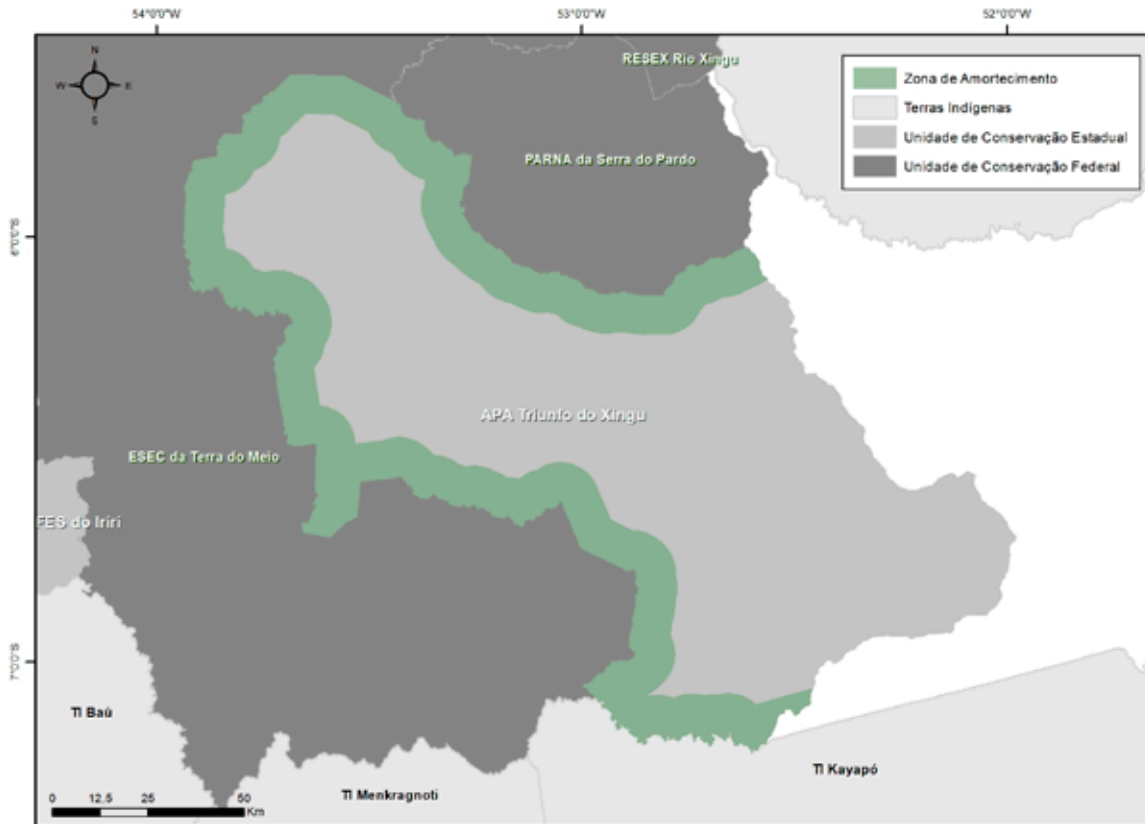 54°0'0"W
53°0'0"W
52°0'0"W
N
W
E
S
RESEX Rio Xingu
Zona de Amortecimento
Terras Indígenas
Unidade de Conservação Estadual
Unidade de Conservação Federal
PARNA da Serra do Pardo
6°0'0"S
APA Triunfo do Xingu
ESEC da Terra do Meio
FES do Iriri
7°0'0"S
TI Baú
TI Kayapó
TI Menkragnoti
0 12,5 25 50
Km